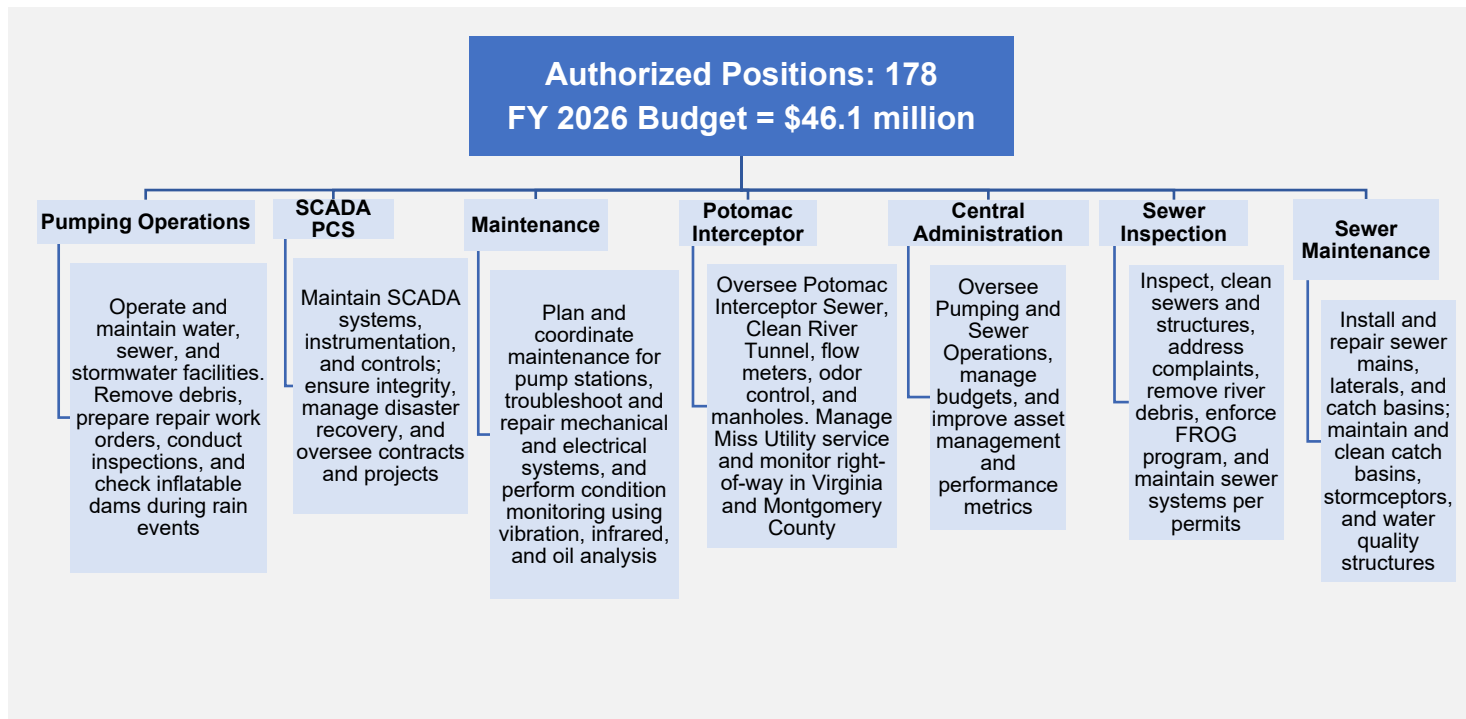 Authorized Positions: 178
FY 2026 Budget = $46.1 million
Pumping Operations
Operate and
maintain water,
sewer, and
stormwater facilities.
Remove debris,
prepare repair work
orders, conduct
inspections, and
check inflatable
dams during rain
events
SCADA
PCS
Maintain SCADA
systems,
instrumentation,
and controls;
ensure integrity,
manage disaster
recovery, and
oversee contracts
and projects
Maintenance
Plan and
coordinate
maintenance for
pump stations,
troubleshoot and
repair mechanical
and electrical
systems, and
perform condition
monitoring using
vibration, infrared,
and oil analysis
Potomac
Interceptor
Oversee Potomac
Interceptor Sewer,
Clean River
Tunnel, flow
meters, odor
control, and
manholes. Manage
Miss Utility service
and monitor right-
of-way in Virginia
and Montgomery
County
Central
Administration
Oversee
Pumping and
Sewer
Operations,
manage
budgets, and
improve asset
management
and
performance
metrics
Sewer
Inspection
Inspect, clean
sewers and
structures,
address
complaints,
remove river
debris, enforce
FROG
program, and
maintain sewer
systems per
permits
Sewer
Maintenance
Install and
repair sewer
mains,
laterals, and
catch basins;
maintain and
clean catch
basins,
stormceptors,
and water
quality
structures